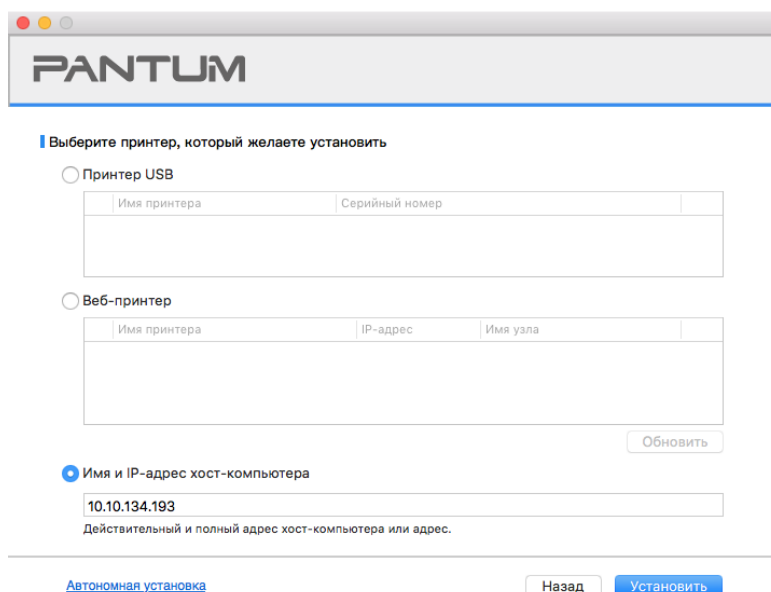 PANTUM
Выберите принтер, который желаете установить
Принтер USB
Имя принтера Серийный номер
Веб-принтер
Имя принтера IP-адрес Имя узла
Обновить
Имя и IP-адрес хост-компьютера
10.10.134.193
Действительный и полный адрес хост-компьютера или адрес.
Автономная установка Назад Установить